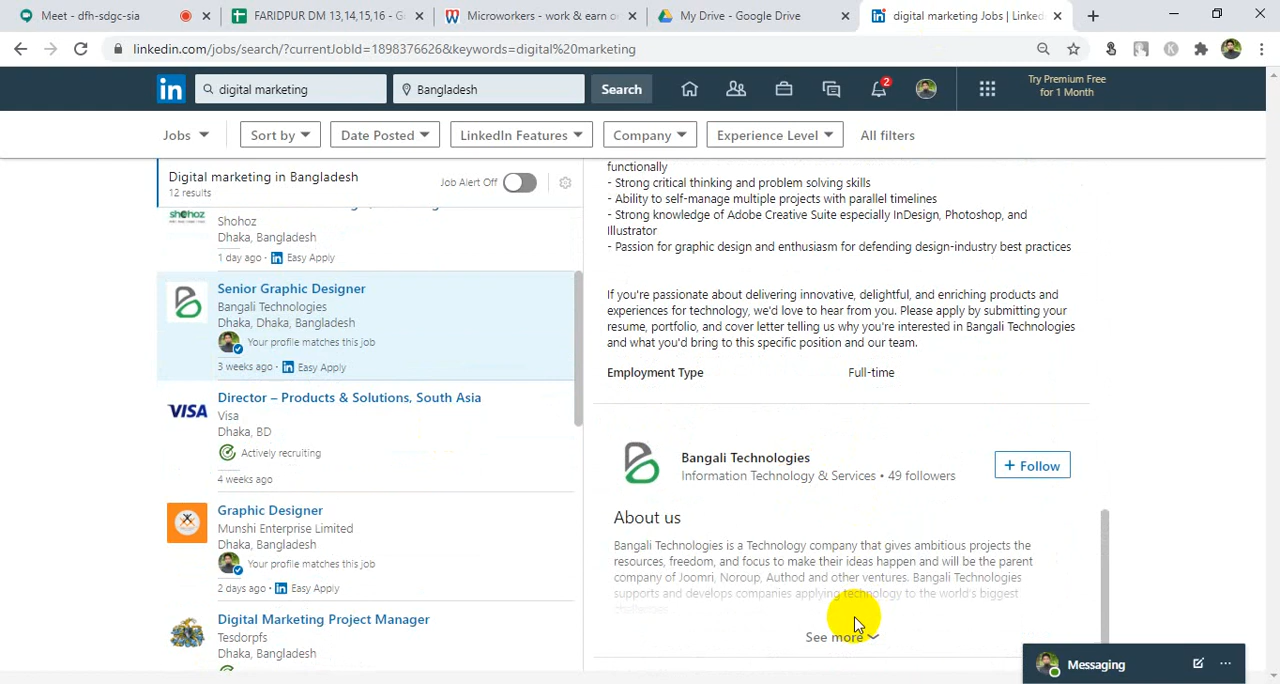 Meet - dfh-sdgc-sia
FARIDPUR DM 13,14,15,16 - G
Microworkers - work & earn o
My Drive - Google Drive
digital marketing Jobs | Linked
linkedin.com/jobs/search/?currentJobId=1898376626&keywords=digital%20marketing
in
digital marketing
Bangladesh
Search
2
Try Premium Free
for 1 Month
Jobs
Sort by
Date Posted
LinkedIn Features
Company
Experience Level
All filters
Digital marketing in Bangladesh
12 results
Job Alert Off
shohoz
Shohoz
Dhaka, Bangladesh
1 day ago · in Easy Apply
Senior Graphic Designer
Bangali Technologies
Dhaka, Dhaka, Bangladesh
Your profile matches this job
3 weeks ago · in Easy Apply
VISA
Director – Products & Solutions, South Asia
Visa
Dhaka, BD
Actively recruiting
4 weeks ago
Graphic Designer
Munshi Enterprise Limited
Dhaka, Bangladesh
Your profile matches this job
2 days ago · in Easy Apply
Digital Marketing Project Manager
Tesdorpfs
Dhaka, Bangladesh
functionally
- Strong critical thinking and problem solving skills
- Ability to self-manage multiple projects with parallel timelines
- Strong knowledge of Adobe Creative Suite especially InDesign, Photoshop, and
Illustrator
- Passion for graphic design and enthusiasm for defending design-industry best practices
If you're passionate about delivering innovative, delightful, and enriching products and
experiences for technology, we'd love to hear from you. Please apply by submitting your
resume, portfolio, and cover letter telling us why you're interested in Bangali Technologies
and what you'd bring to this specific position and our team.
Employment Type
Full-time
Bangali Technologies
Information Technology & Services • 49 followers
+ Follow
About us
Bangali Technologies is a Technology company that gives ambitious projects the
resources, freedom, and focus to make their ideas happen and will be the parent
company of Joomri, Noroup, Authod and other ventures. Bangali Technologies
supports and develops companies applying technology to the world's biggest
challenges
See more
Messaging